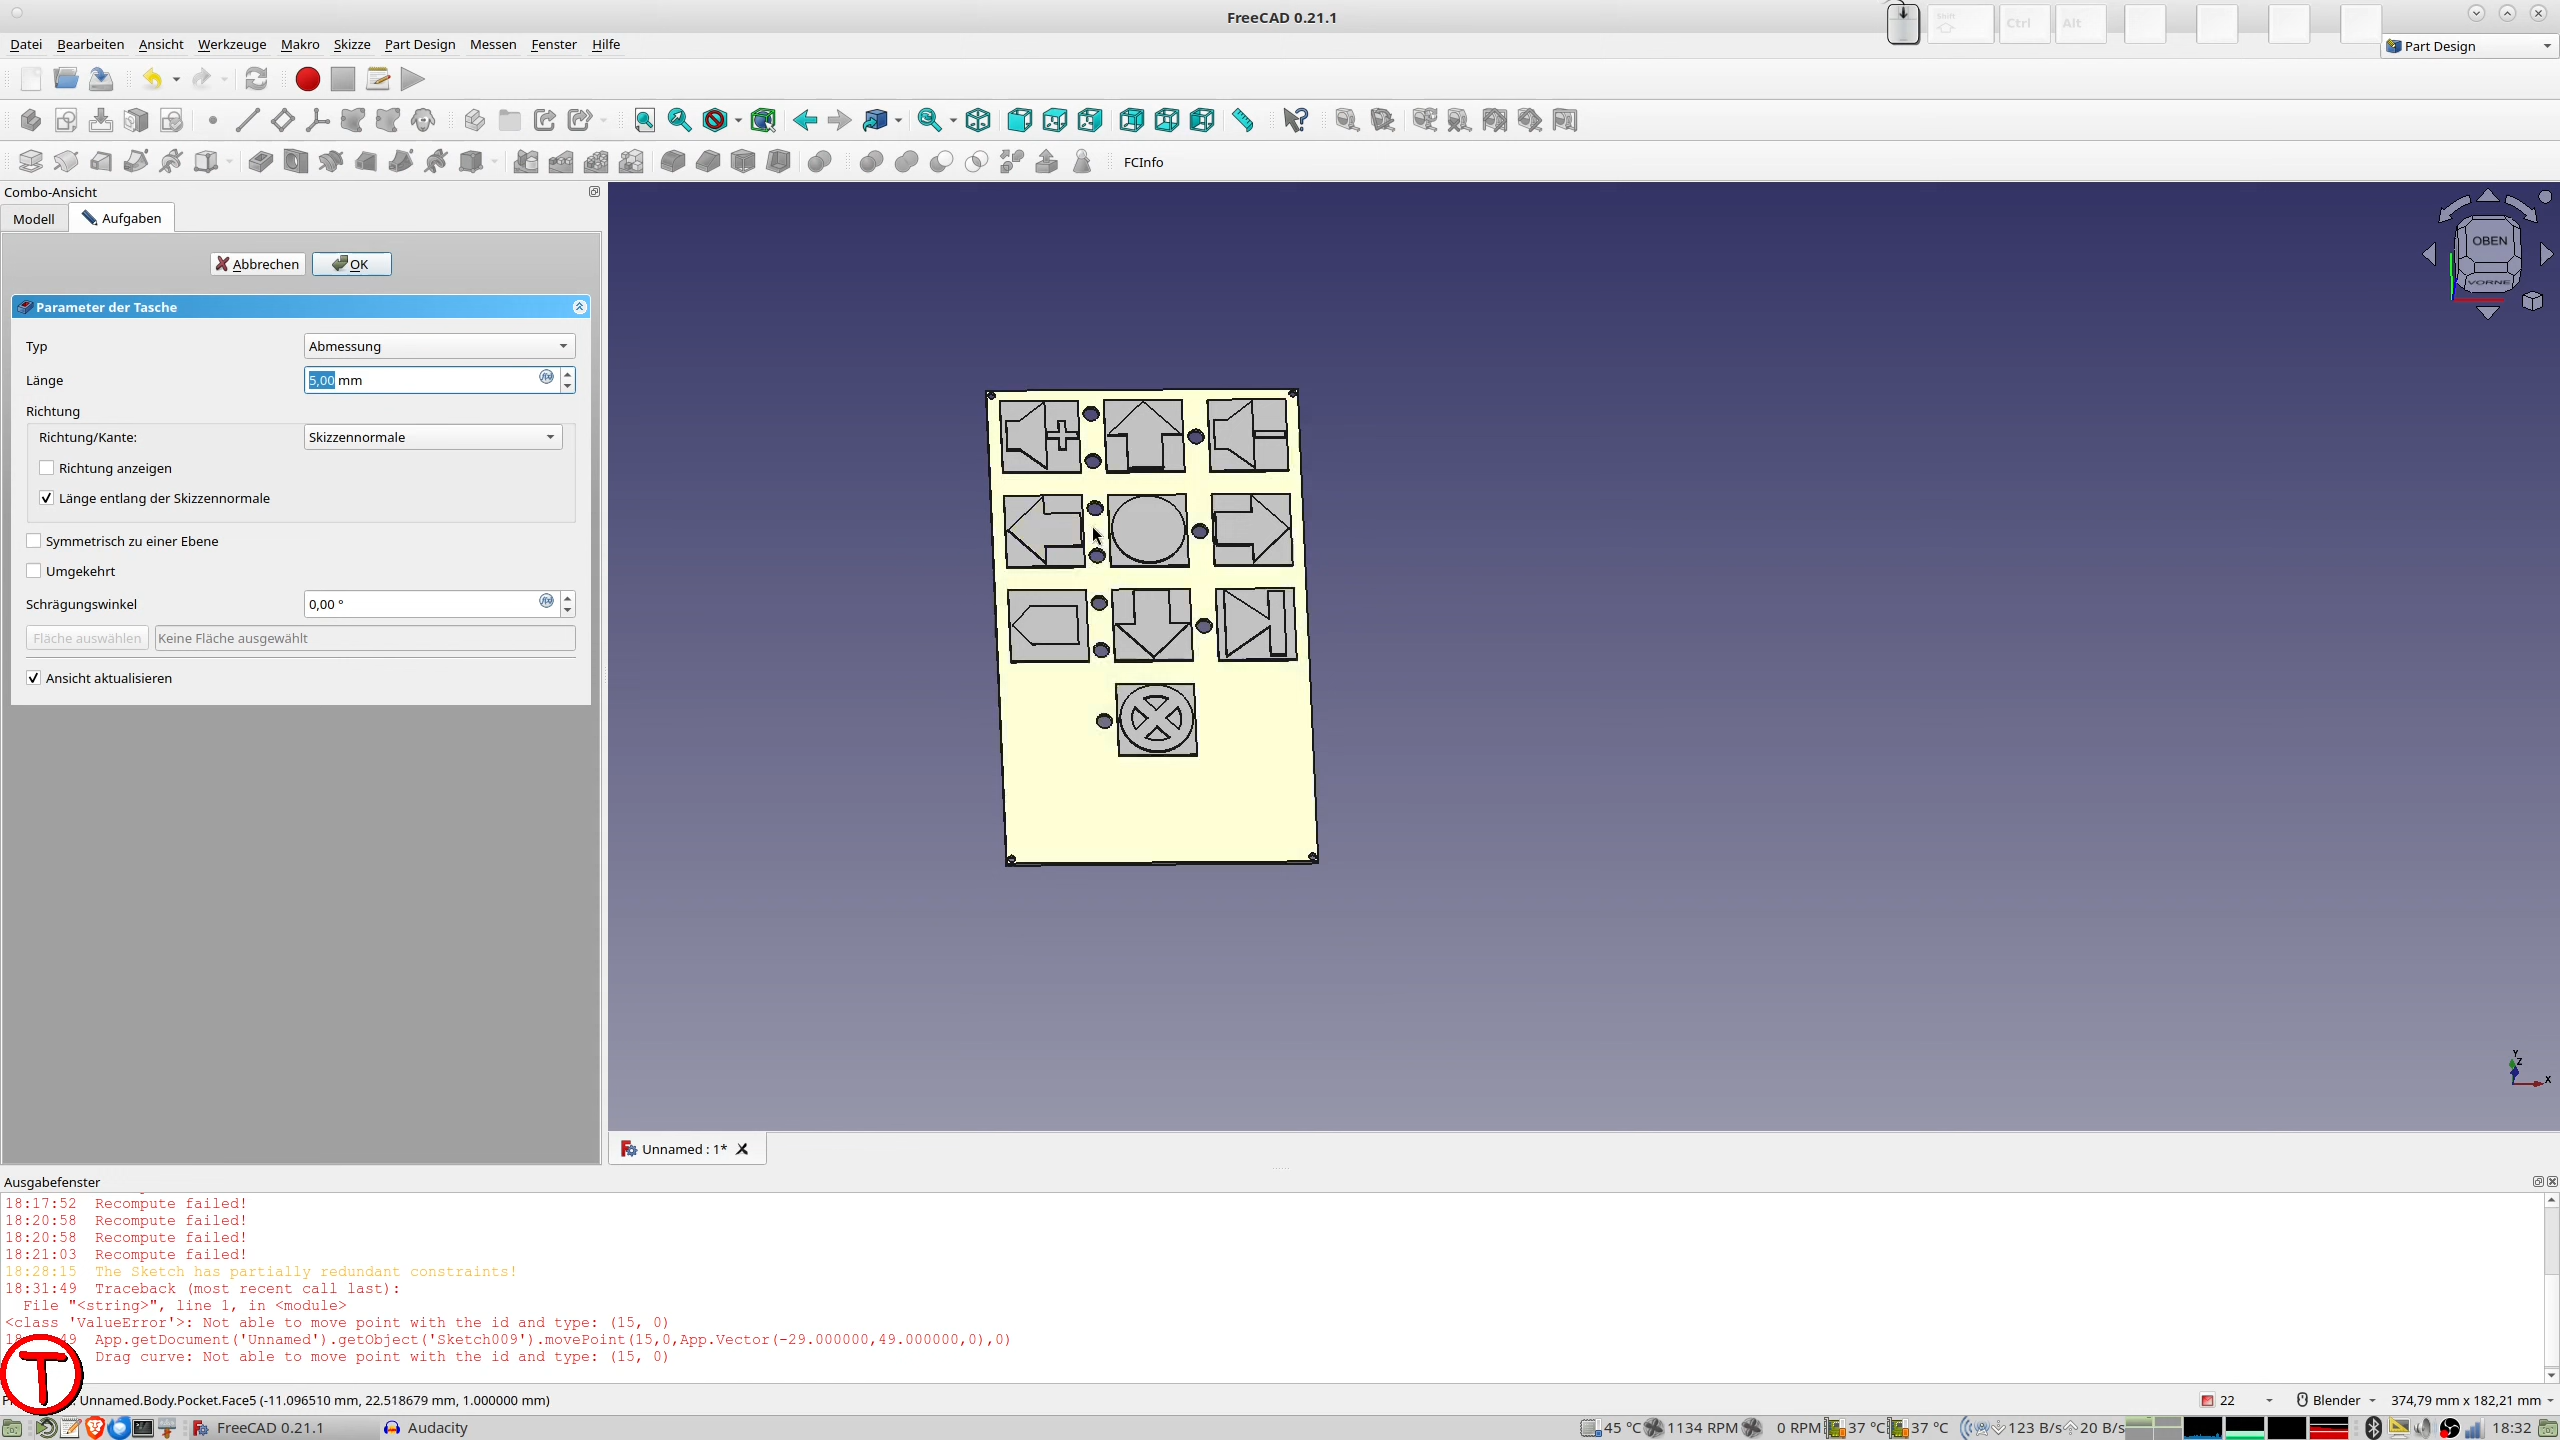 FreeCAD 0.21.1
Shift Ctrl Alt
Datei Bearbeiten Ansicht Werkzeuge Makro Skizze Part Design Messen Fenster Hilfe
Part Design
FCInfo
Combo-Ansicht
Modell Aufgaben
Abbrechen OK
Parameter der Tasche
Typ Abmessung
Länge 5,00 mm
Richtung
Richtung/Kante: Skizzennormale
Richtung anzeigen
Länge entlang der Skizzennormale
Symmetrisch zu einer Ebene
Umgekehrt
Schrägungswinkel 0,00 °
Fläche auswählen Keine Fläche ausgewählt
Ansicht aktualisieren
OBEN
VORNE
Y
Z
X
Unnamed : 1*
Ausgabefenster
18:17:52 Recompute failed!
18:20:58 Recompute failed!
18:20:58 Recompute failed!
18:21:03 Recompute failed!
18:28:15 The Sketch has partially redundant constraints!
18:31:49 Traceback (most recent call last):
File "<string>", line 1, in <module>
<class 'ValueError'>: Not able to move point with the id and type: (15, 0)
49 App.getDocument('Unnamed').getObject('Sketch009').movePoint(15,0,App.Vector(-29.000000,49.000000,0),0)
Drag curve: Not able to move point with the id and type: (15, 0)
T
Unnamed.Body.Pocket.Face5 (-11.096510 mm, 22.518679 mm, 1.000000 mm)
22 Blender 374,79 mm x 182,21 mm
FreeCAD 0.21.1 Audacity
45 °C 1134 RPM 0 RPM 37 °C 37 °C 123 B/s 20 B/s 18:32